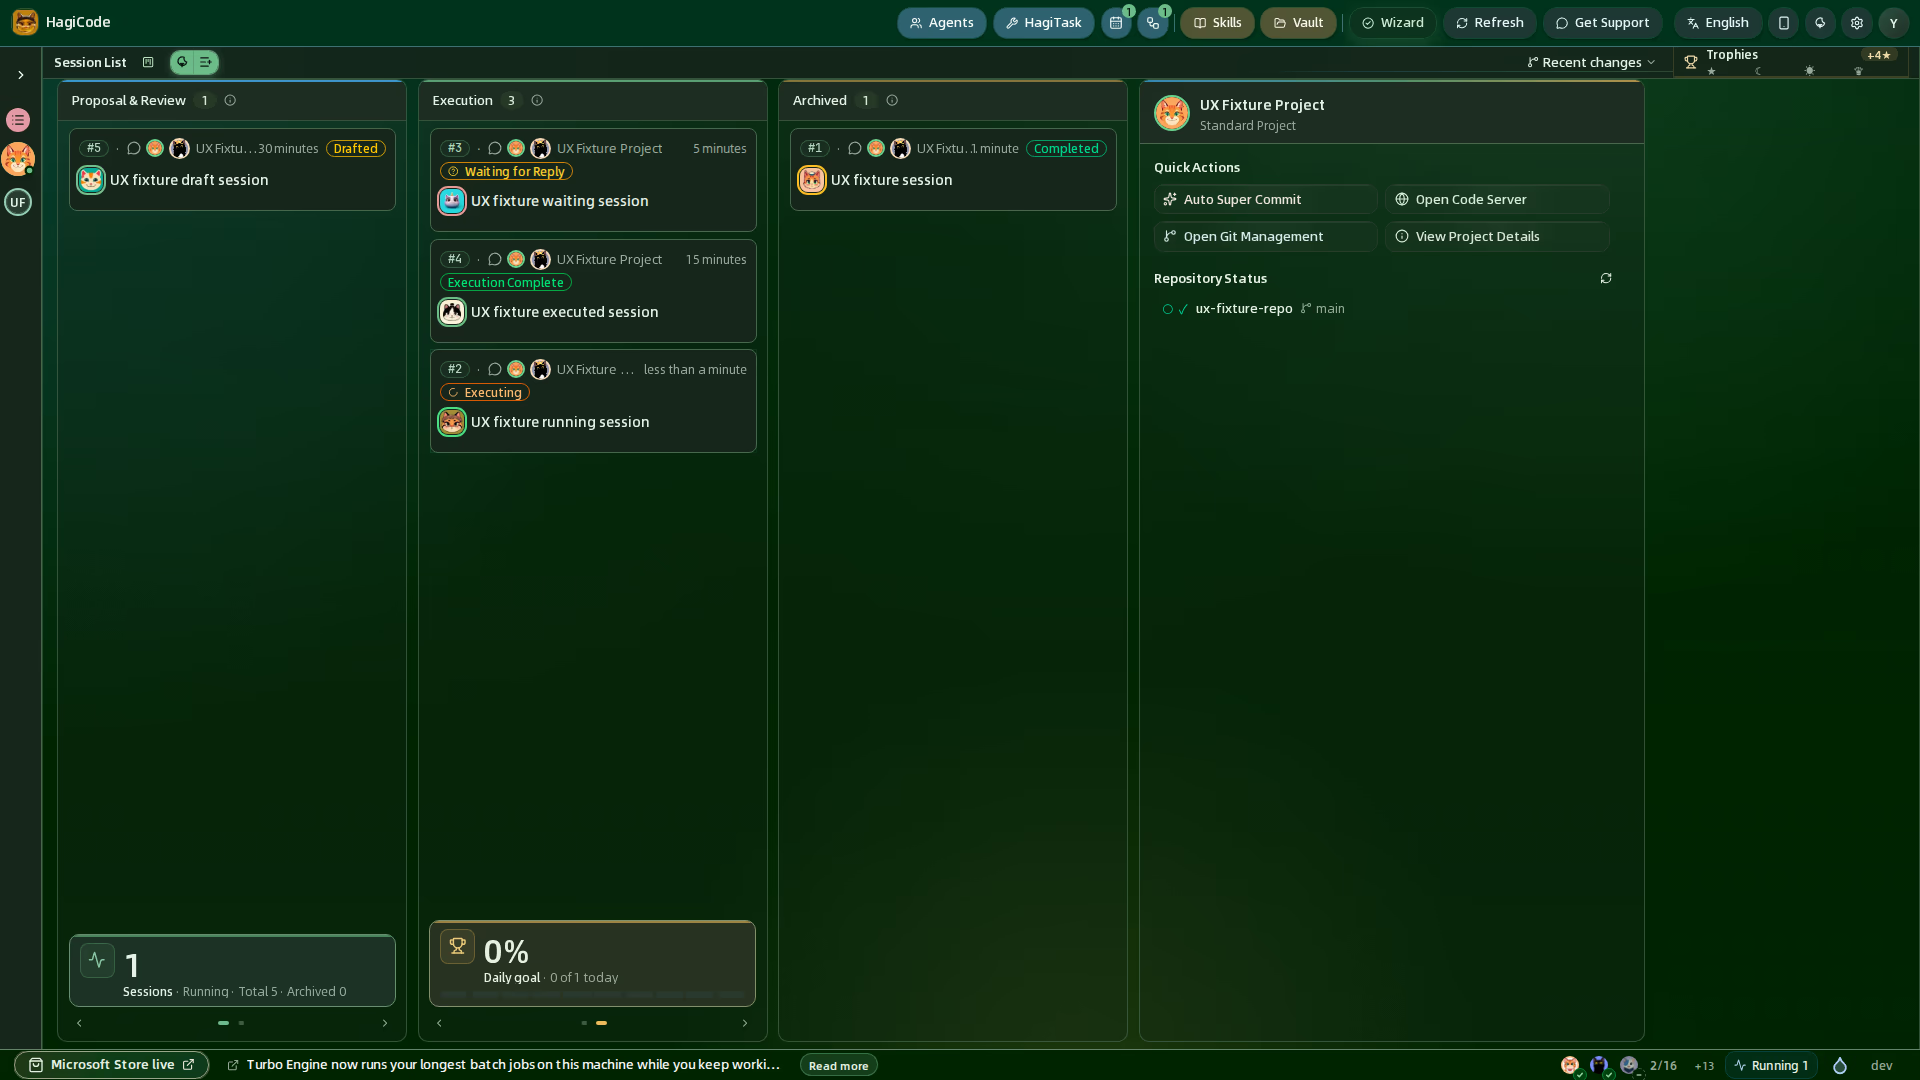 HagiCode
Agents
HagiTask
1
1
Skills
Vault
Wizard
Refresh
Get Support
English
Y
Session List
Recent changes
Trophies
+4★
UF
Proposal & Review 1
#5 · UX Fixtu... 30 minutes Drafted
UX fixture draft session
1
Sessions · Running · Total 5 · Archived 0
Execution 3
#3 · UX Fixture Project 5 minutes
Waiting for Reply
UX fixture waiting session
#4 · UX Fixture Project 15 minutes
Execution Complete
UX fixture executed session
#2 · UX Fixture ... less than a minute
Executing
UX fixture running session
0%
Daily goal · 0 of 1 today
Archived 1
#1 · UX Fixtu... 1 minute Completed
UX fixture session
UX Fixture Project
Standard Project
Quick Actions
Auto Super Commit
Open Code Server
Open Git Management
View Project Details
Repository Status
ux-fixture-repo main
Microsoft Store live
Turbo Engine now runs your longest batch jobs on this machine while you keep worki...
Read more
2/16
+13
Running 1
dev